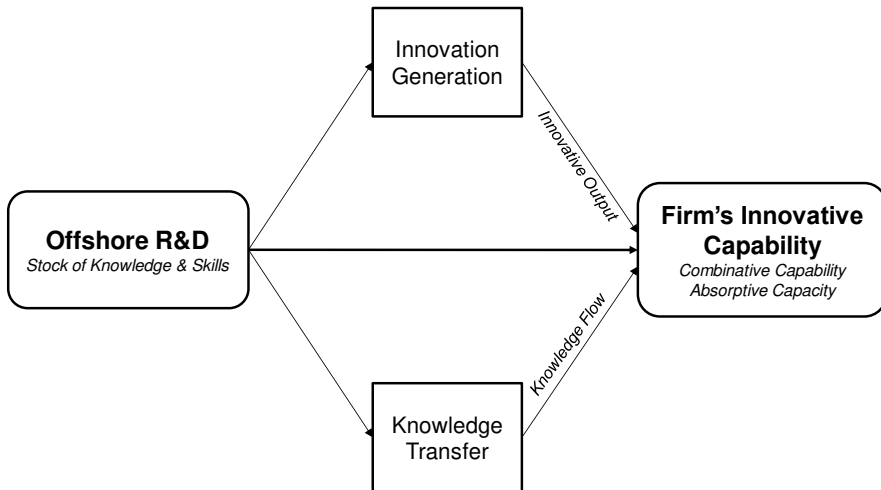 Innovation
Generation
Innovative Output
Offshore R&D
Stock of Knowledge & Skills
Firm's Innovative
Capability
Combinative Capability
Absorptive Capacity
Knowledge Flow
Knowledge
Transfer